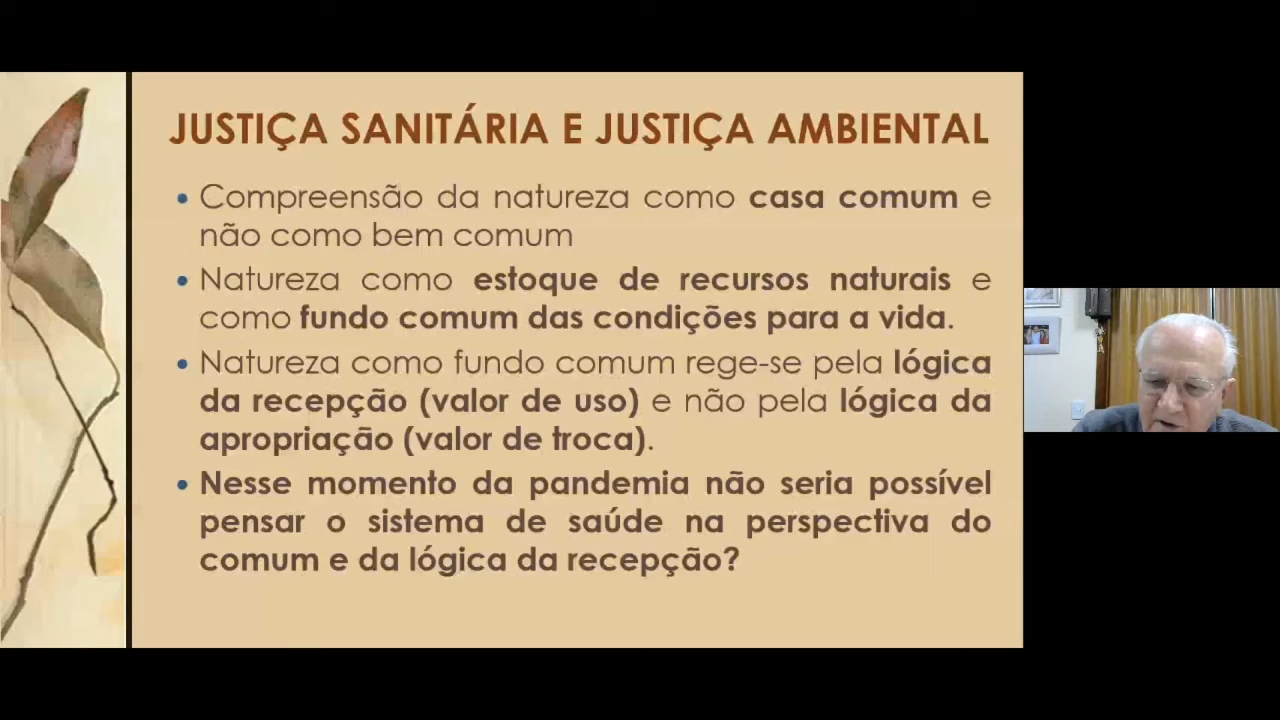 JUSTIÇA SANITÁRIA E JUSTIÇA AMBIENTAL
• Compreensão da natureza como casa comum e
não como bem comum
• Natureza como estoque de recursos naturais e
como fundo comum das condições para a vida.
• Natureza como fundo comum rege-se pela lógica
da recepção (valor de uso) e não pela lógica da
apropriação (valor de troca).
• Nesse momento da pandemia não seria possível
pensar o sistema de saúde na perspectiva do
comum e da lógica da recepção?